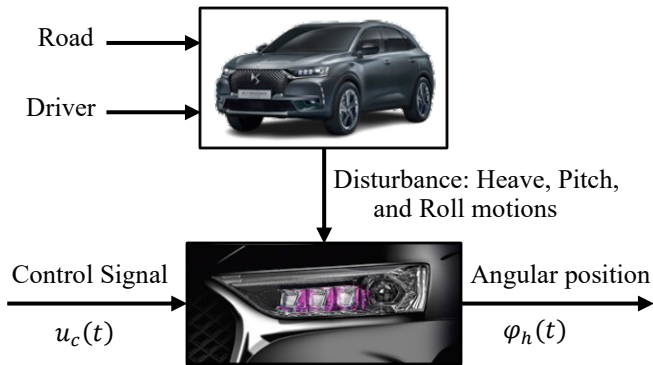 Road
Driver
Disturbance: Heave, Pitch,
and Roll motions
Control Signal
Angular position
u_c(t)
φ_h(t)